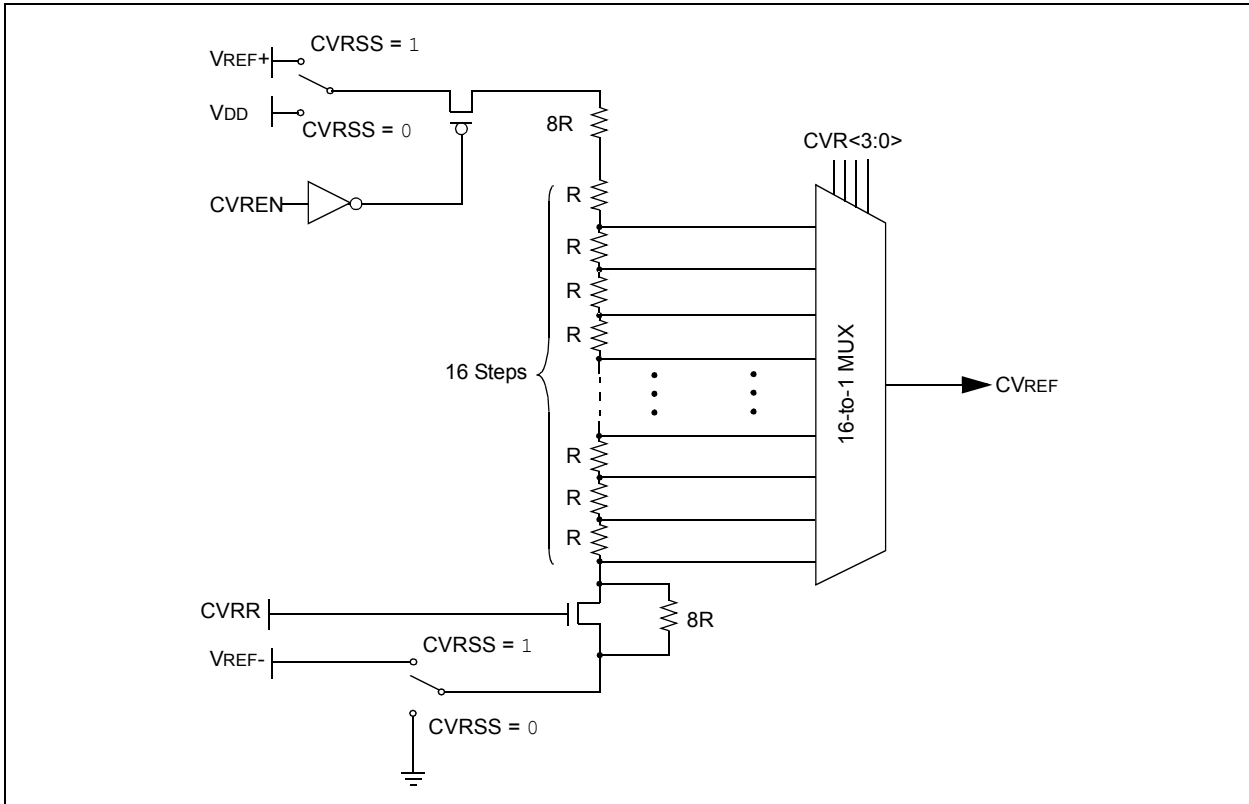 CVRSS = 1
VREF+
VDD
CVRSS = 0
8R
CVREN
CVR<3:0>
R
R
R
R
16 Steps
16-to-1 MUX
CVREF
R
R
R
CVRR
8R
CVRSS = 1
VREF-
CVRSS = 0